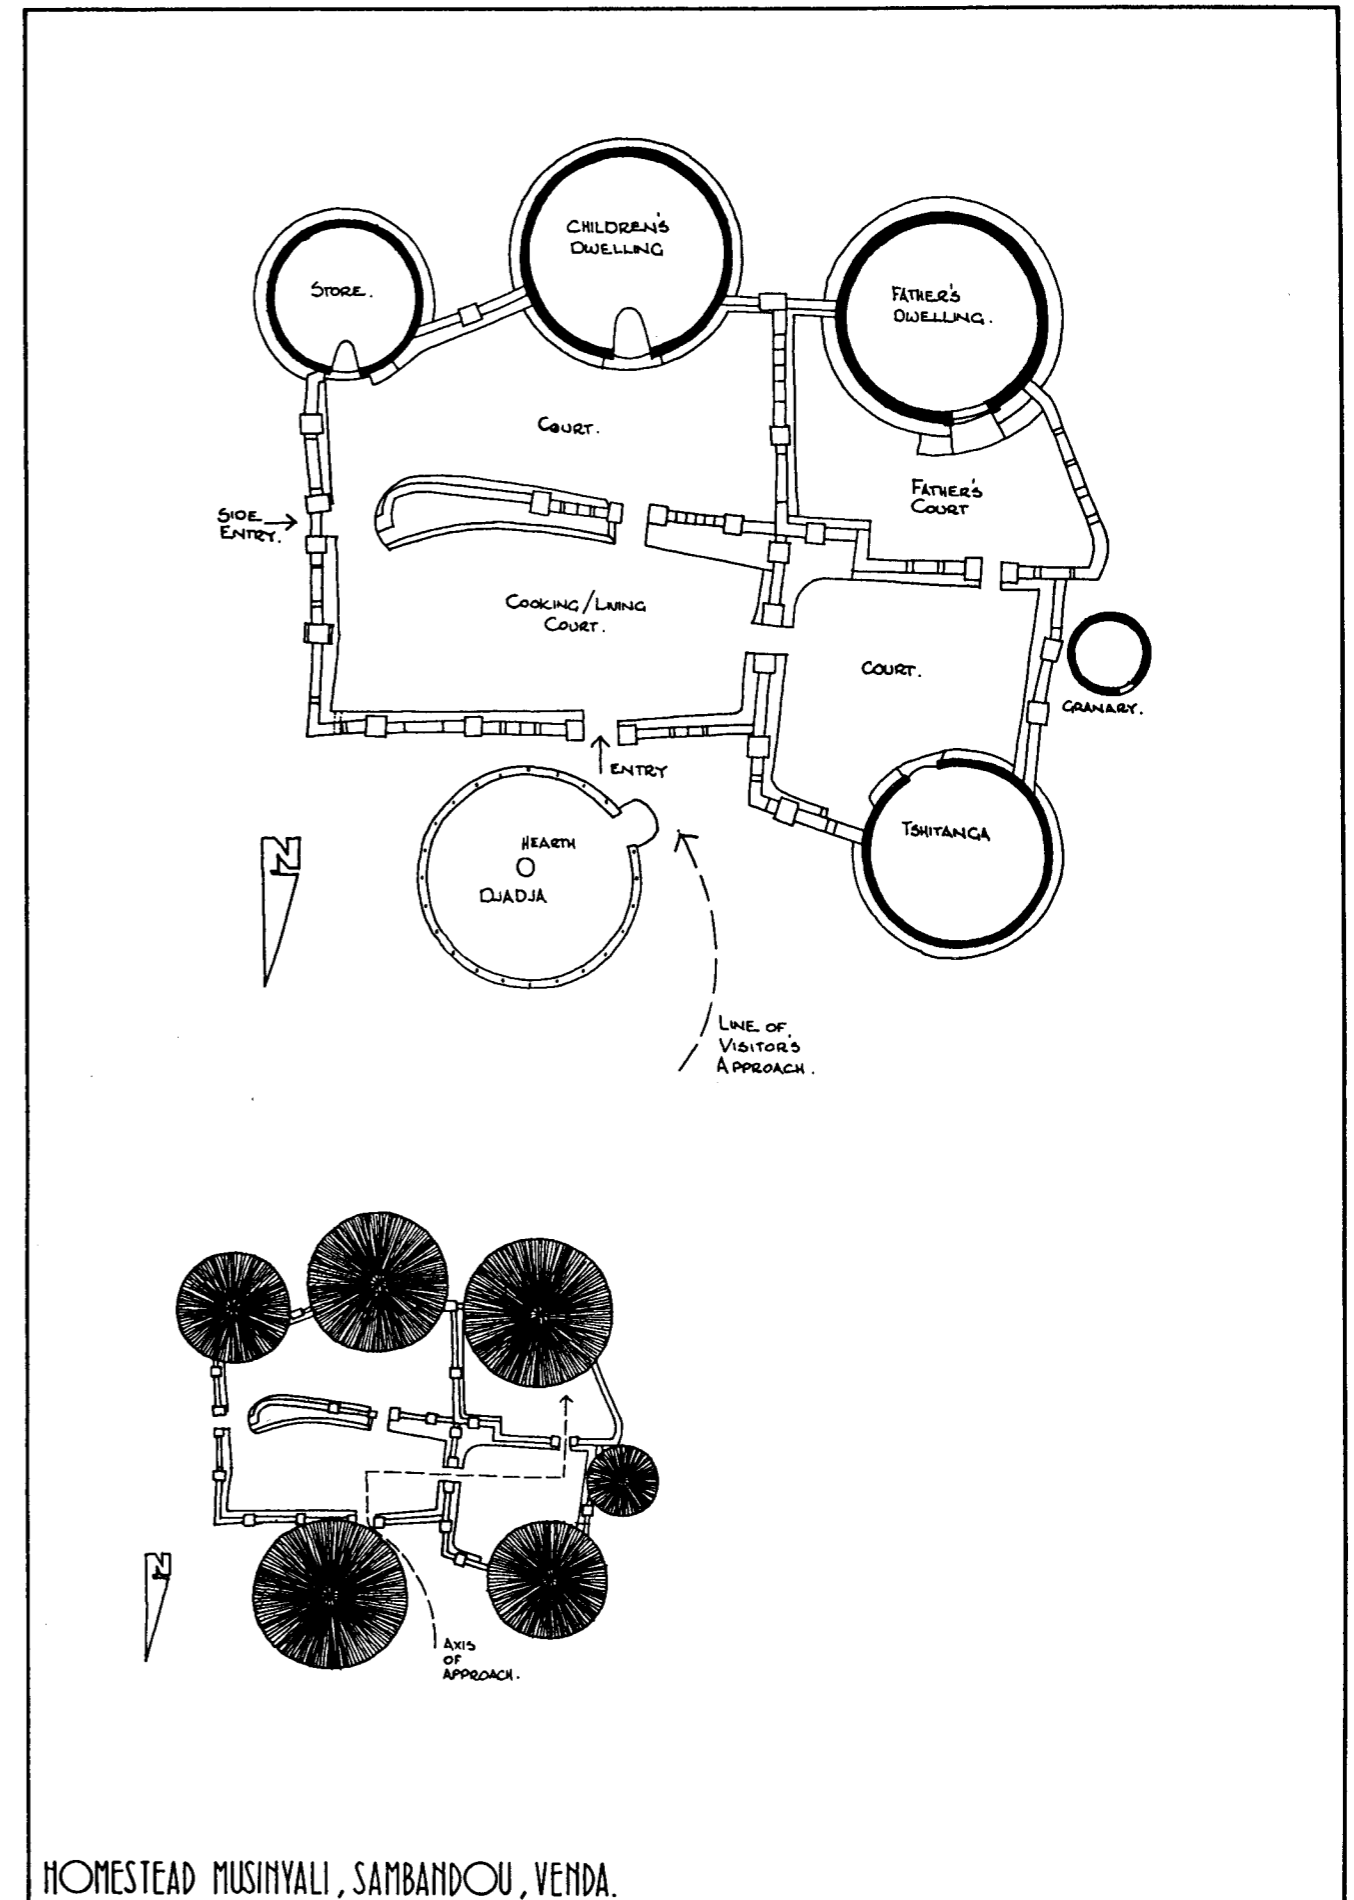 CHILDREN'S
DWELLING
STORE.
FATHER'S
DWELLING.
COURT.
FATHER'S
COURT
SIDE
ENTRY.
COOKING/LIVING
COURT.
COURT.
GRANARY.
ENTRY
TSHITANGA
HEARTH
DJADJA
N
LINE OF
VISITOR'S
APPROACH.
N
AXIS
OF
APPROACH.
HOMESTEAD MUSINYALI, SAMBANDOU, VENDA.